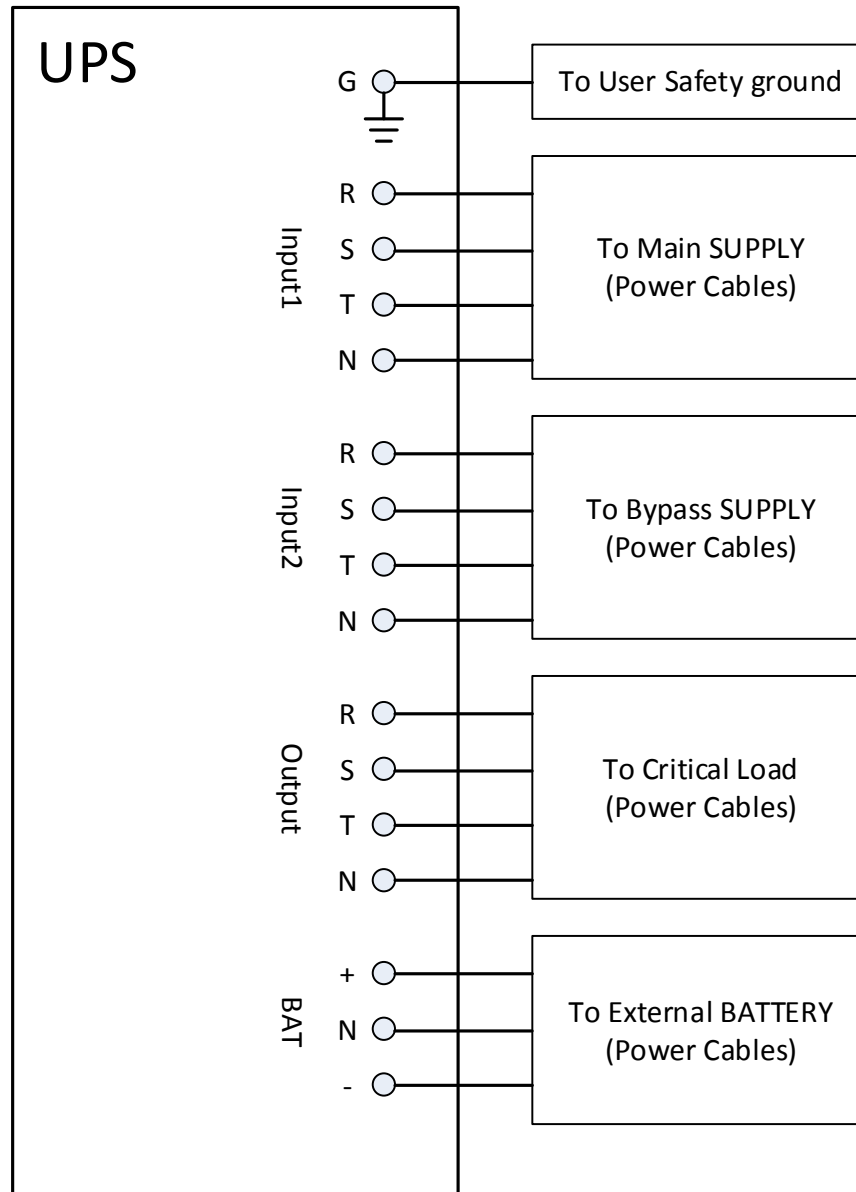 UPS
G
To User Safety ground
Input1
R
S
T
N
To Main SUPPLY
(Power Cables)
Input2
R
S
T
N
To Bypass SUPPLY
(Power Cables)
Output
R
S
T
N
To Critical Load
(Power Cables)
BAT
+
N
-
To External BATTERY
(Power Cables)